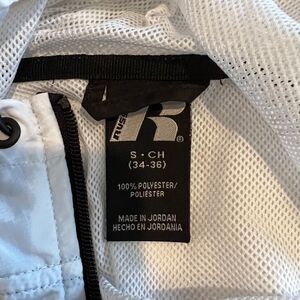 R
®
S • CH
(34-36)
100% POLYESTER/
POLIÉSTER
MADE IN JORDAN
HECHO EN JORDANIA